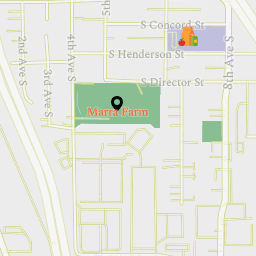 S Concord St
5th
S Henderson St
2nd Ave S
3rd Ave S
4th Ave S
S Director St
8th Ave S
Marra Farm